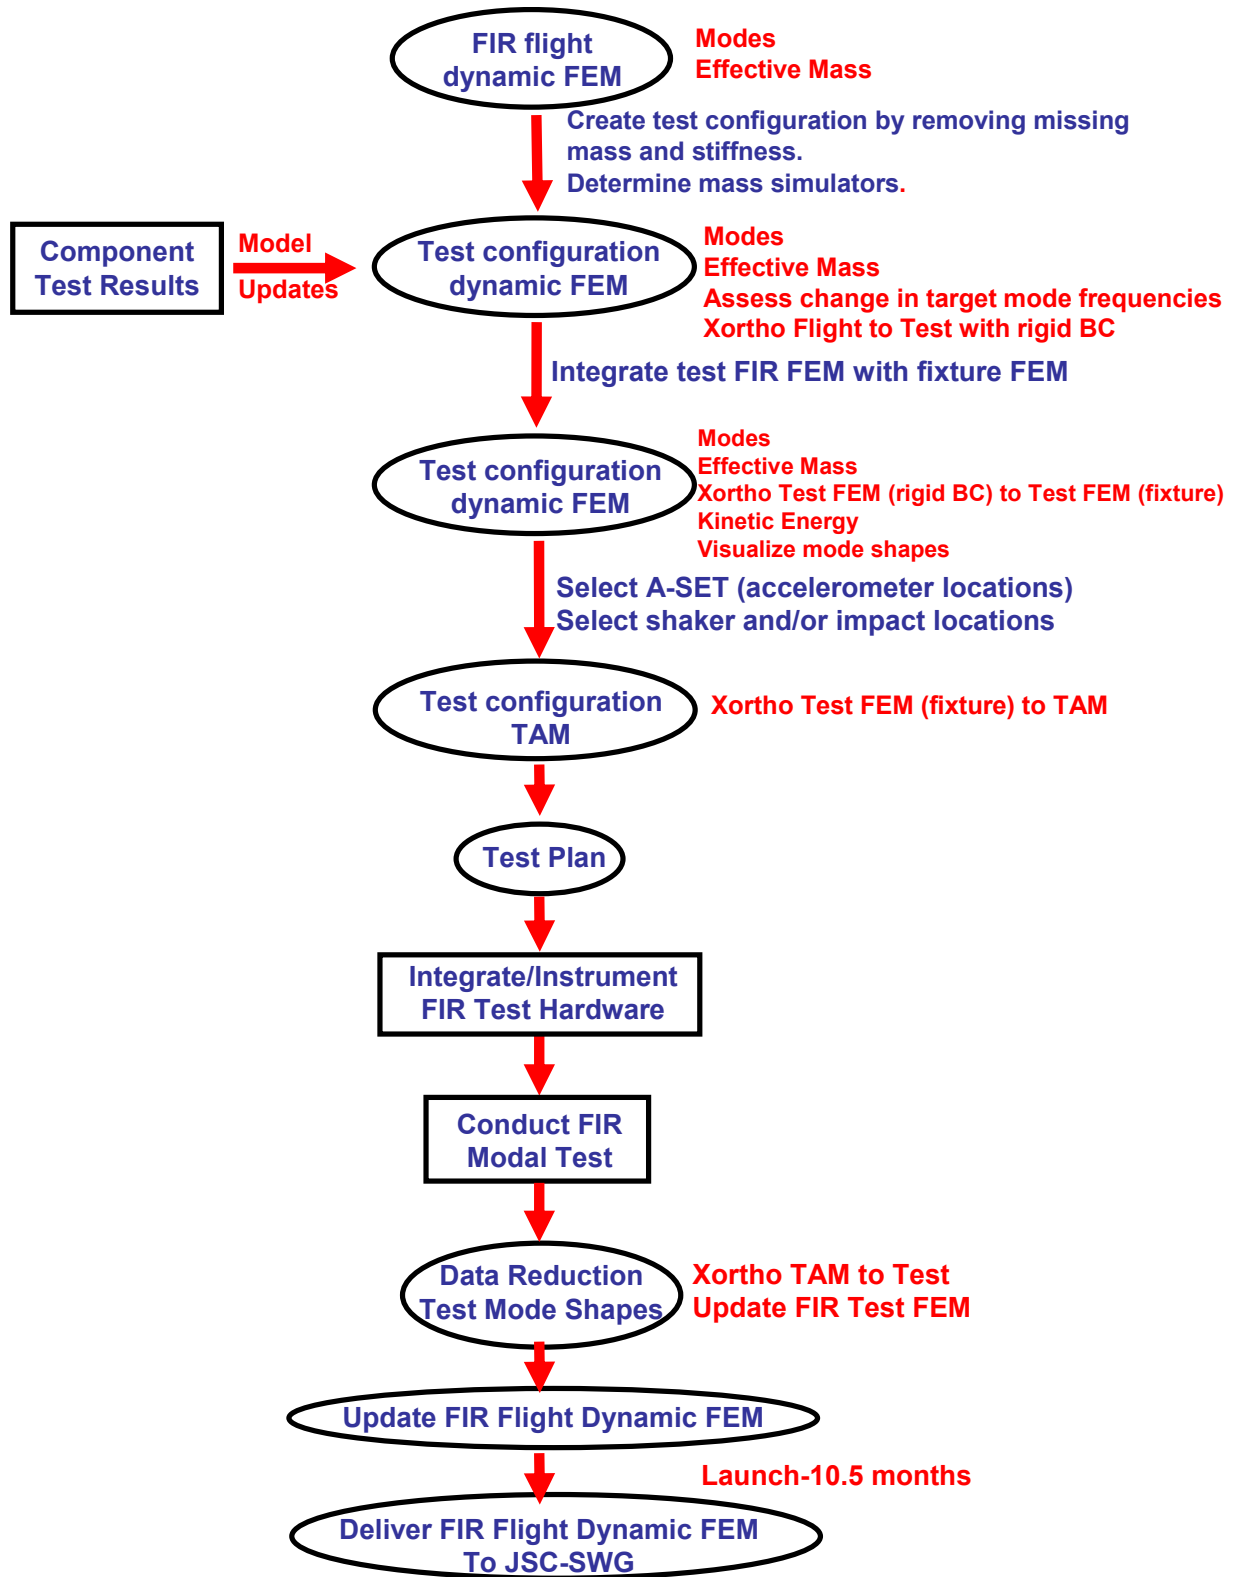 FIR flight
dynamic FEM
Modes
Effective Mass
Create test configuration by removing missing
mass and stiffness.
Determine mass simulators.
Component
Test Results
Model
Updates
Test configuration
dynamic FEM
Modes
Effective Mass
Assess change in target mode frequencies
Xortho Flight to Test with rigid BC
Integrate test FIR FEM with fixture FEM
Test configuration
dynamic FEM
Modes
Effective Mass
Xortho Test FEM (rigid BC) to Test FEM (fixture)
Kinetic Energy
Visualize mode shapes
Select A-SET (accelerometer locations)
Select shaker and/or impact locations
Test configuration
TAM
Xortho Test FEM (fixture) to TAM
Test Plan
Integrate/Instrument
FIR Test Hardware
Conduct FIR
Modal Test
Data Reduction
Test Mode Shapes
Xortho TAM to Test
Update FIR Test FEM
Update FIR Flight Dynamic FEM
Launch-10.5 months
Deliver FIR Flight Dynamic FEM
To JSC-SWG